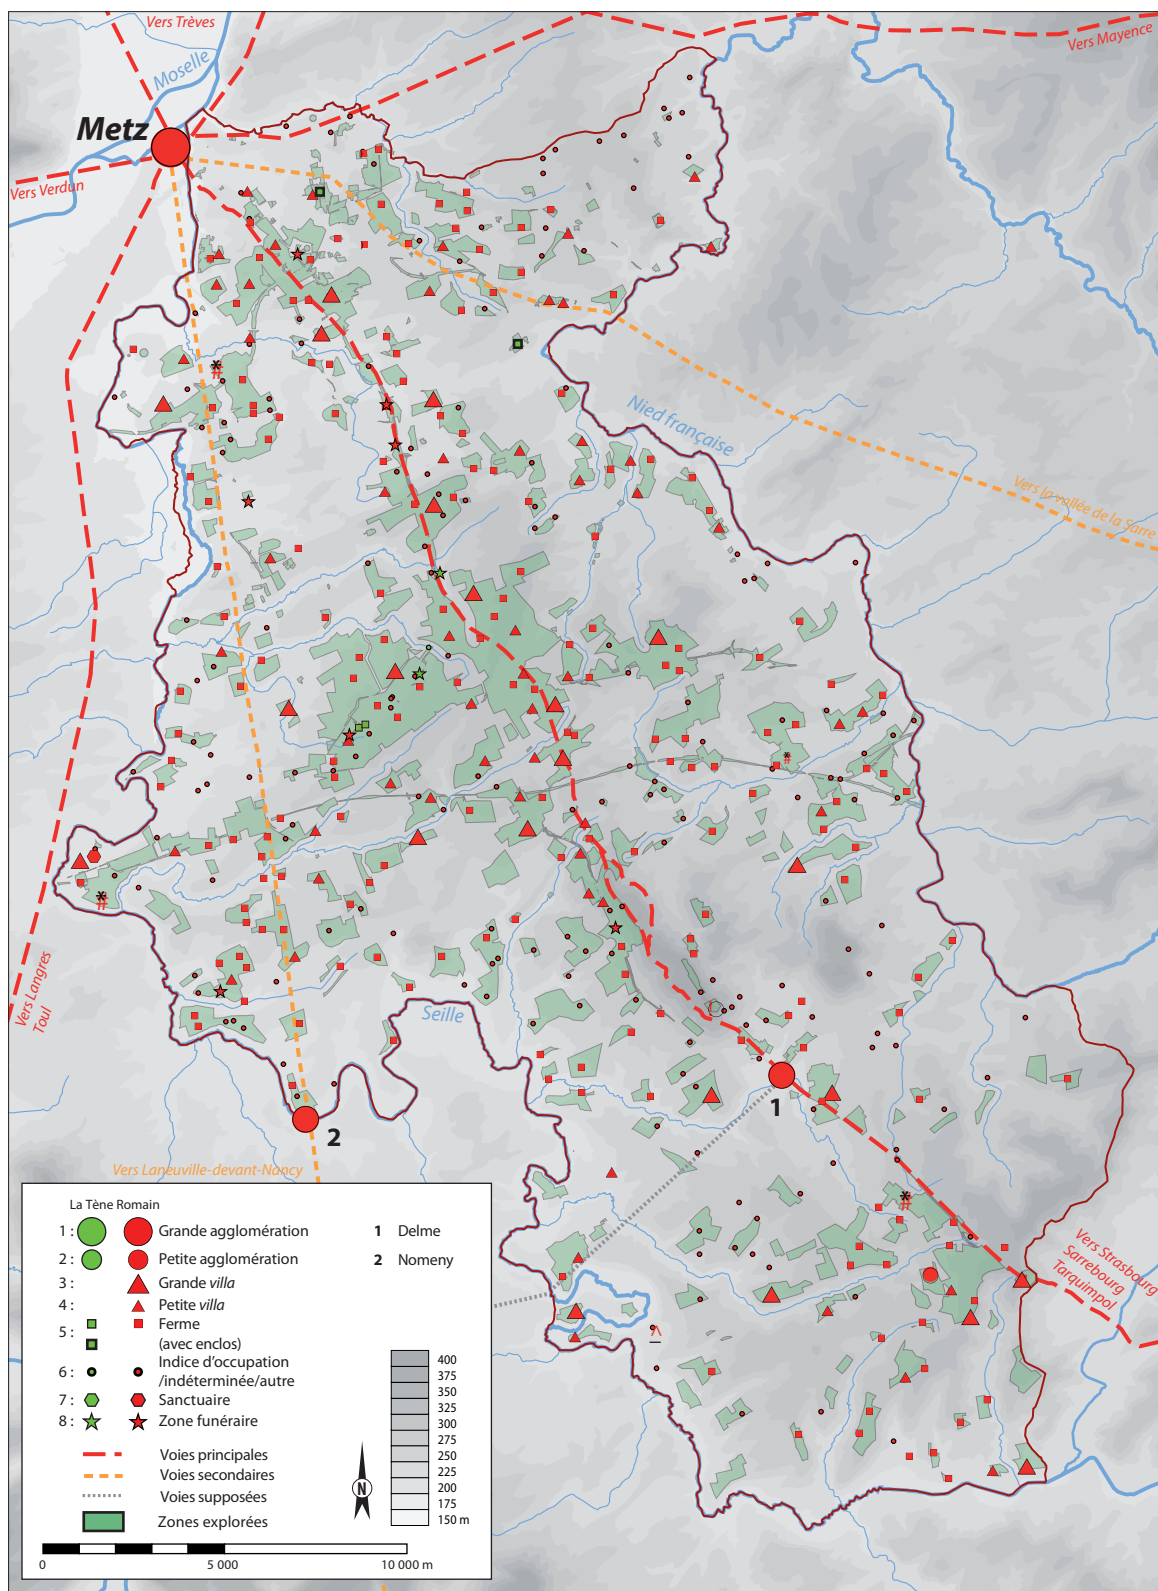 Vers Trèves
Vers Mayence
Moselle
Metz
Vers Verdun
Nied française
Vers la vallée de la Sarre
Vers Langres
Toul
Seille
1
2
Vers Laneuville-devant-Nancy
Vers Strasbourg
Sarrebourg
Tarquimpol
La Tène Romain
1 : Grande agglomération 1 Delme
2 : Petite agglomération 2 Nomeny
3 : Grande villa
4 : Petite villa
5 : Ferme
(avec enclos)
6 : Indice d'occupation
/indéterminée/autre
7 : Sanctuaire
8 : Zone funéraire
Voies principales
Voies secondaires
Voies supposées
Zones explorées
N
400
375
350
325
300
275
250
225
200
175
150 m
0 5 000 10 000 m